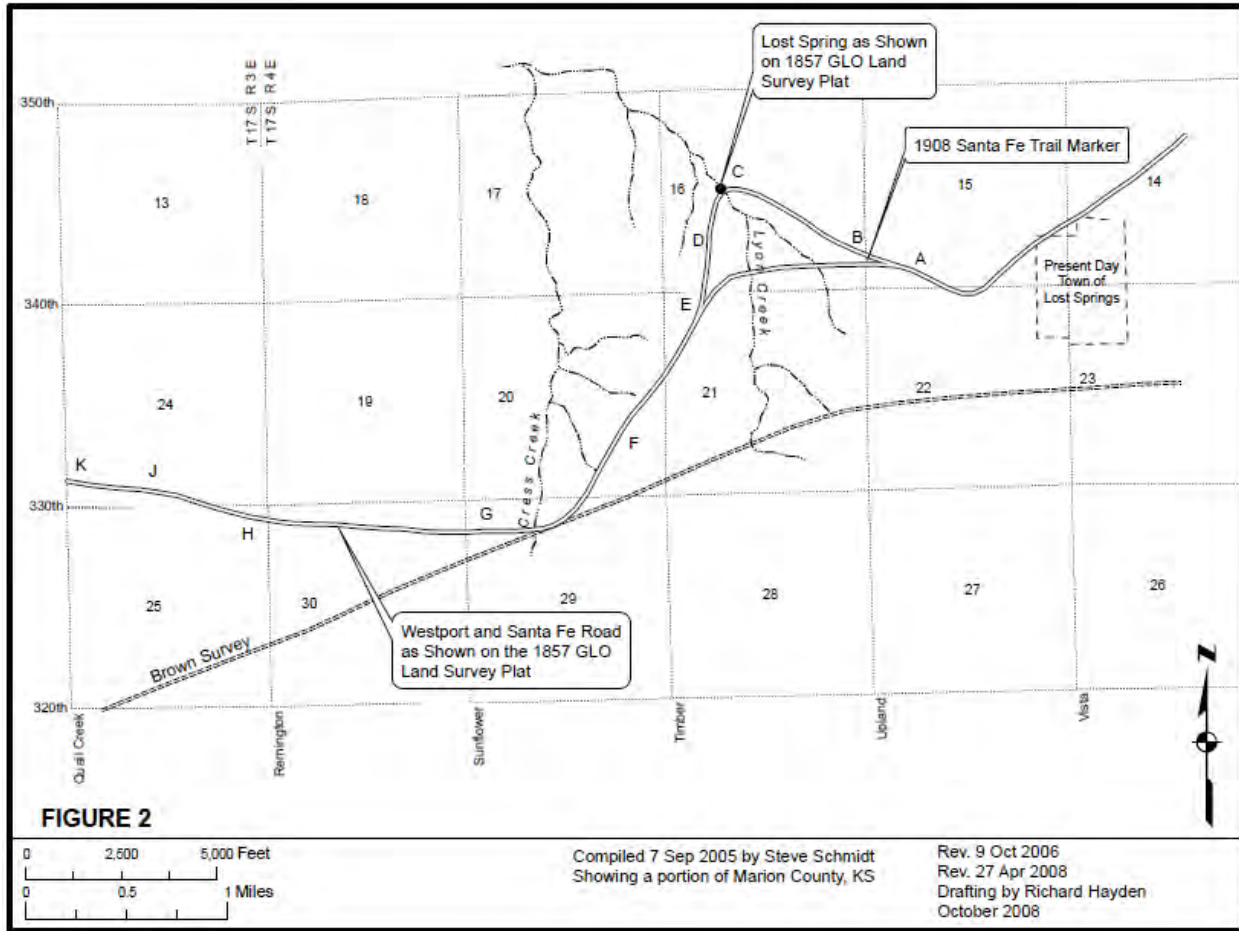 Lost Spring as Shown
on 1857 GLO Land
Survey Plat
1908 Santa Fe Trail Marker
350th
T 17 S R 3 E
T 17 S R 4 E
13
18
17
16
15
14
C
D
B
A
Lyon Creek
Present Day
Town of
Lost Springs
340th
E
24
19
20
21
22
23
F
Cress Creek
K
J
330th
H
G
25
30
29
28
27
26
Westport and Santa Fe Road
as Shown on the 1857 GLO
Land Survey Plat
Brown Survey
320th
Quail Creek
Remington
Sunflower
Timber
Upland
Vista
N
FIGURE 2
0 2,500 5,000 Feet
0 0.5 1 Miles
Compiled 7 Sep 2005 by Steve Schmidt
Showing a portion of Marion County, KS
Rev. 9 Oct 2006
Rev. 27 Apr 2008
Drafting by Richard Hayden
October 2008